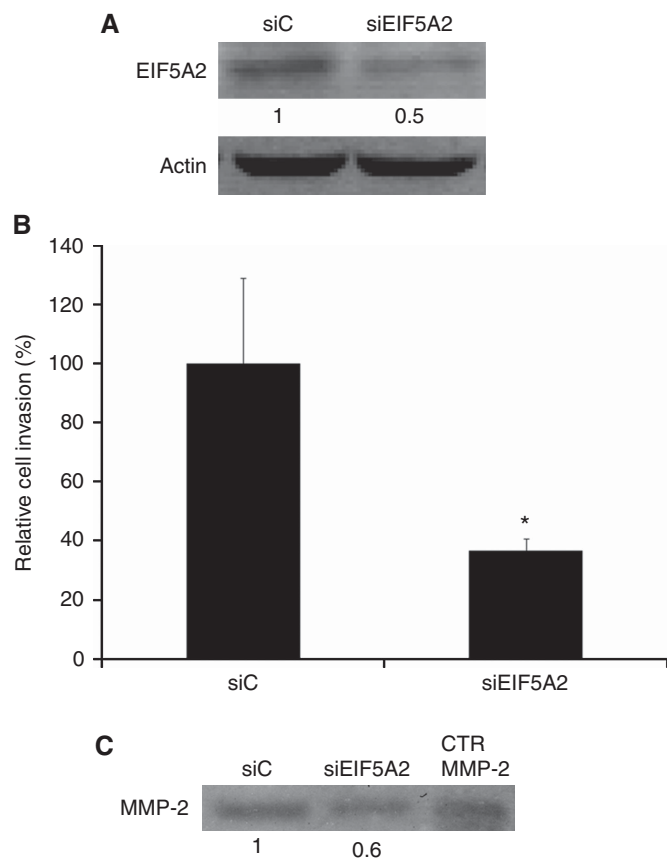 A
siC siEIF5A2
EIF5A2
1 0.5
Actin
B
140
120
100
80
60
40
20
0
Relative cell invasion (%)
*
siC siEIF5A2
C
siC siEIF5A2 CTR
MMP-2
MMP-2
1 0.6